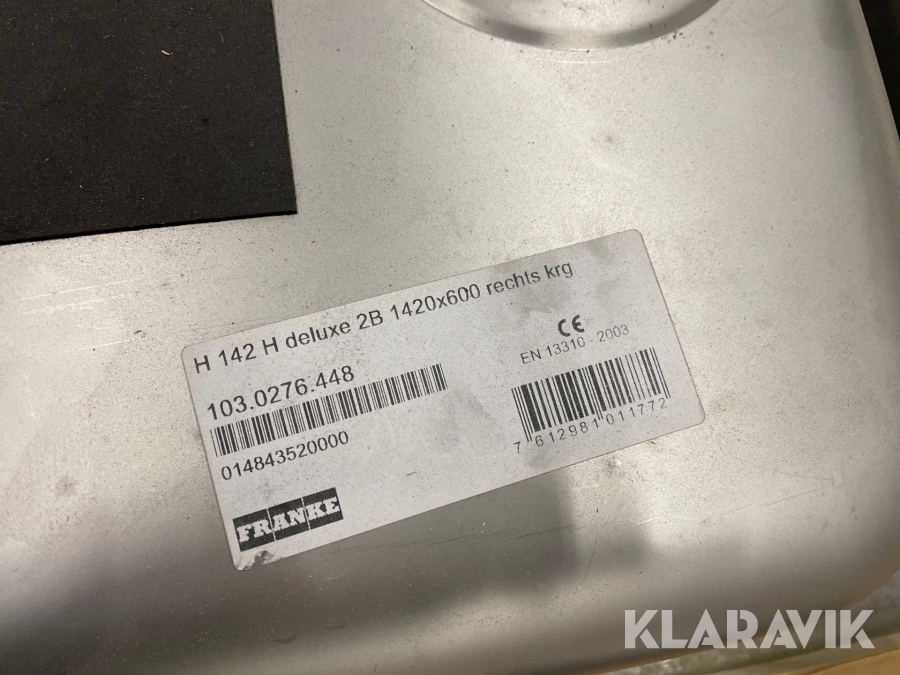 H 142 H deluxe 2B 1420x600 rechts krg
103.0276.448
014843520000
CE
EN 13310 - 2003
7 612981 011772
FRANKE
KLARAVIK